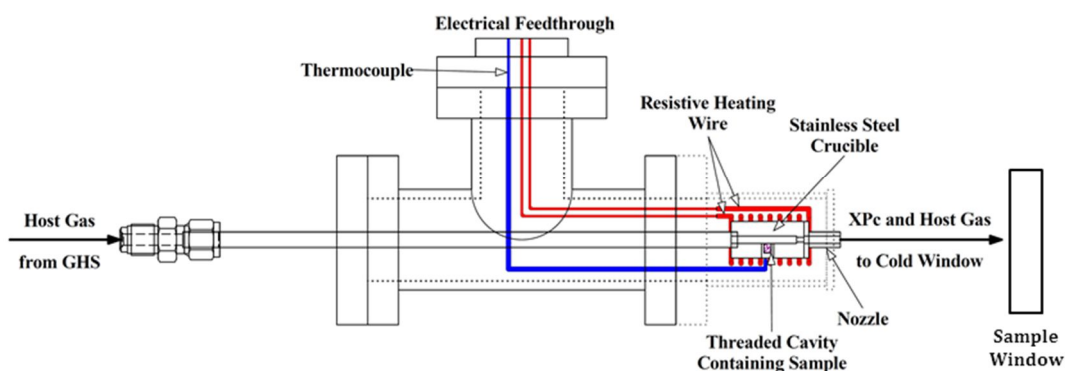 Electrical Feedthrough
Thermocouple
Resistive Heating
Wire
Stainless Steel
Crucible
Host Gas
from GHS
XPc and Host Gas
to Cold Window
Nozzle
Threaded Cavity
Containing Sample
Sample
Window